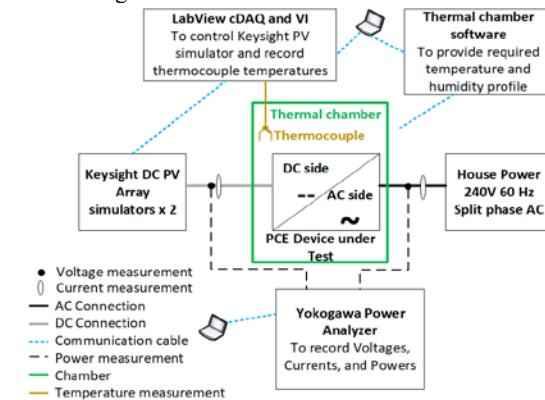 LabView cDAQ and VI
To control Keysight PV
simulator and record
thermocouple temperatures
Thermal chamber
software
To provide required
temperature and
humidity profile
Thermal chamber
Thermocouple
Keysight DC PV
Array
simulators x 2
DC side
--
AC side
~
PCE Device under
Test
House Power
240V 60 Hz
Split phase AC
Voltage measurement
Current measurement
AC Connection
DC Connection
Communication cable
Power measurement
Chamber
Temperature measurement
Yokogawa Power
Analyzer
To record Voltages,
Currents, and Powers